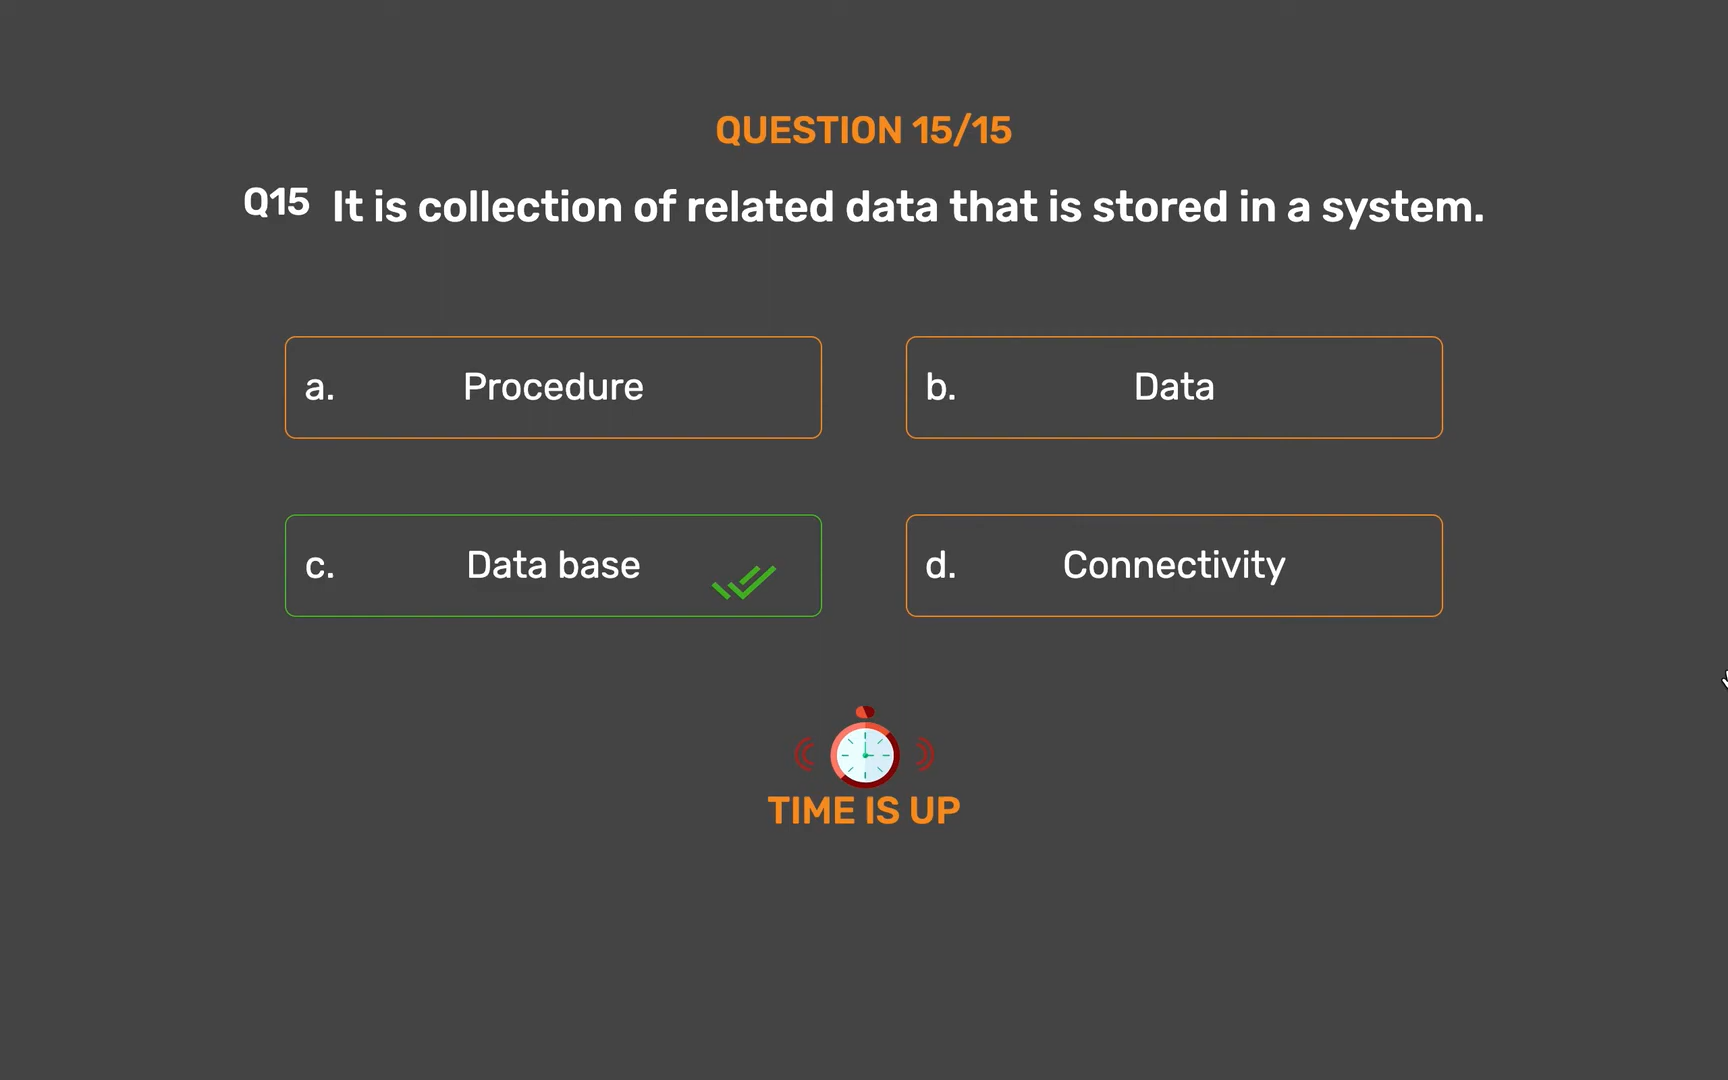 QUESTION 15/15
Q15 It is collection of related data that is stored in a system.
a. Procedure
b. Data
c. Data base
d. Connectivity
TIME IS UP